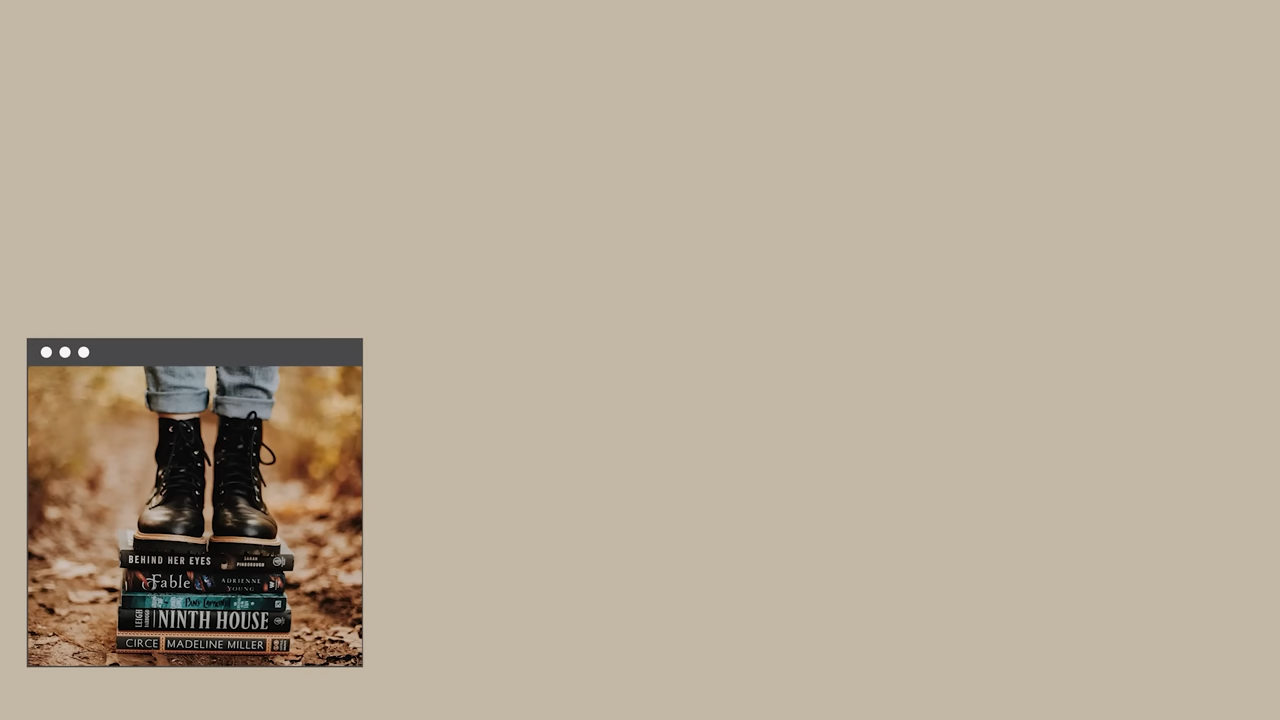 BEHIND HER EYES SARAH PINBOROUGH
Fable ADRIENNE YOUNG
LEIGH BARDUGO NINTH HOUSE
CIRCE MADELINE MILLER